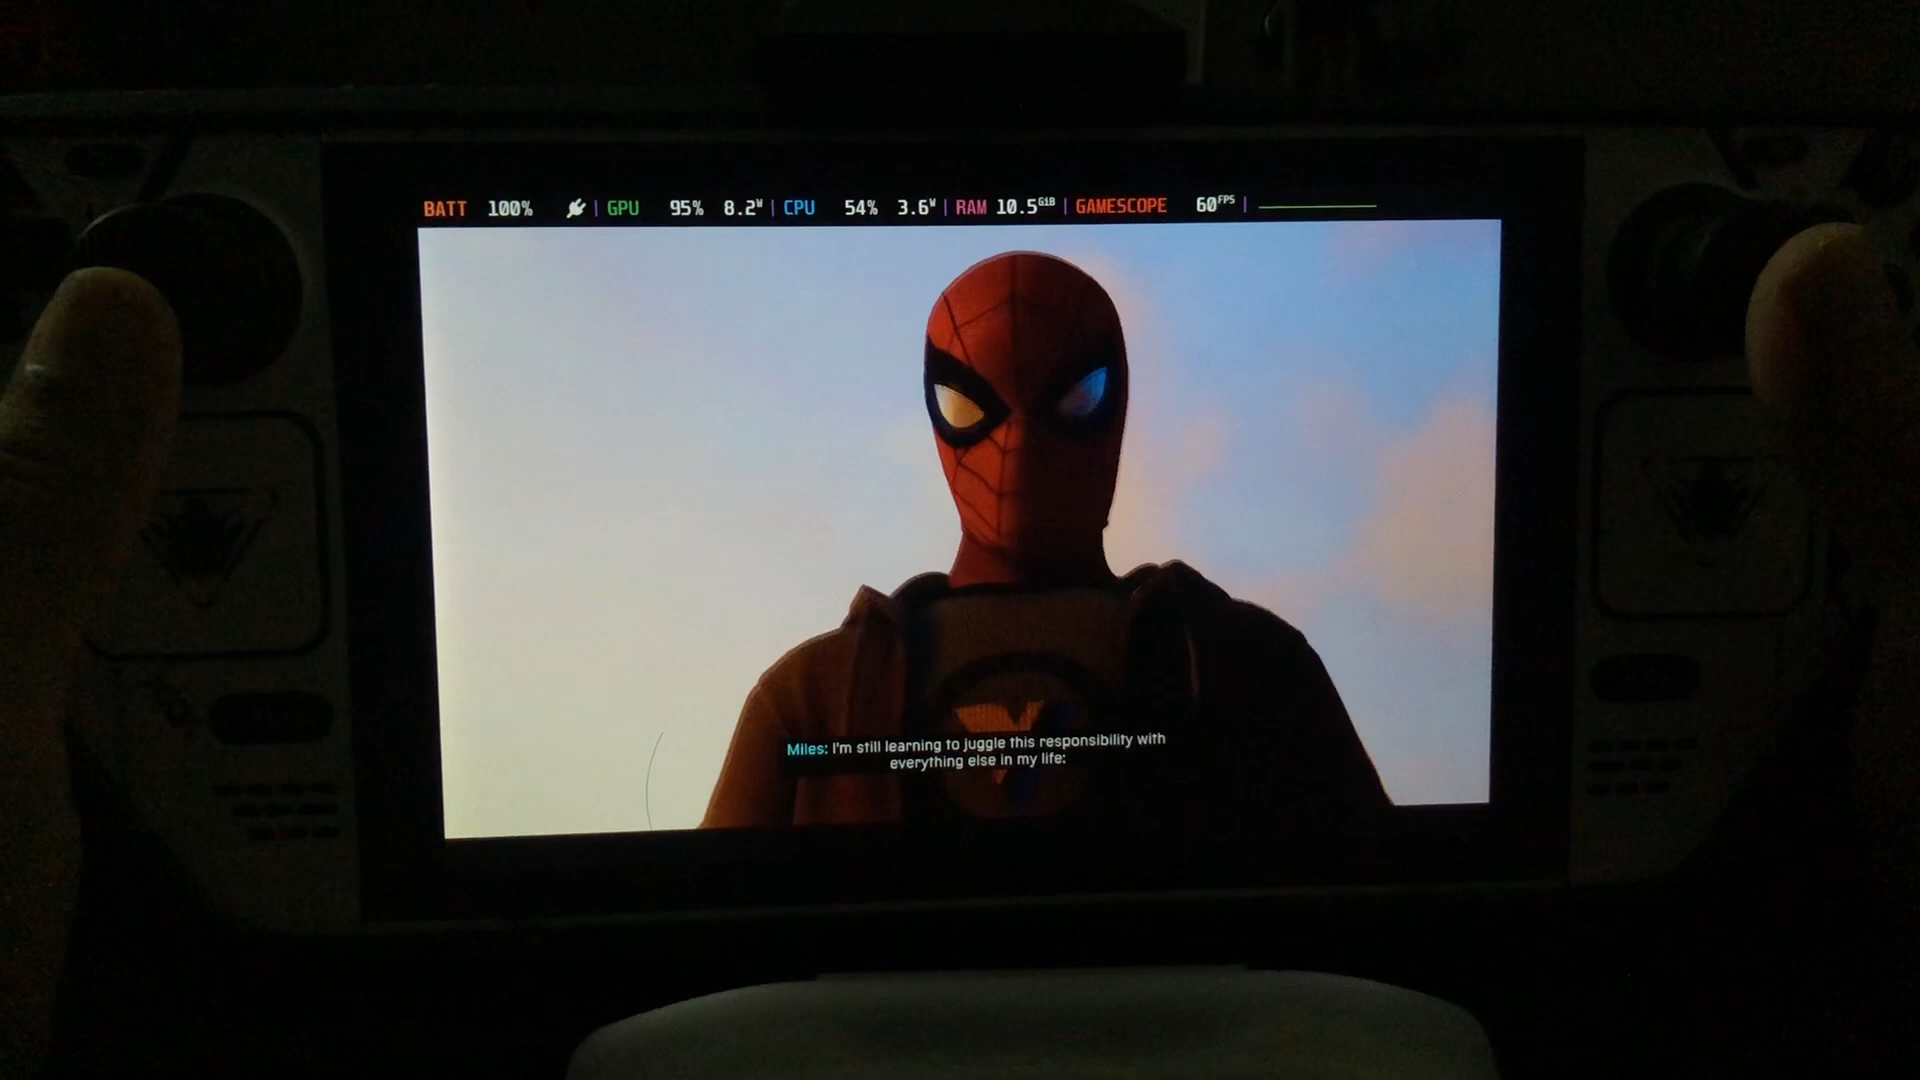 BATT 100% | GPU 95% 8.2W | CPU 54% 3.6W | RAM 10.5GiB | GAMESCOPE 60FPS |
Miles: I'm still learning to juggle this responsibility with
everything else in my life: